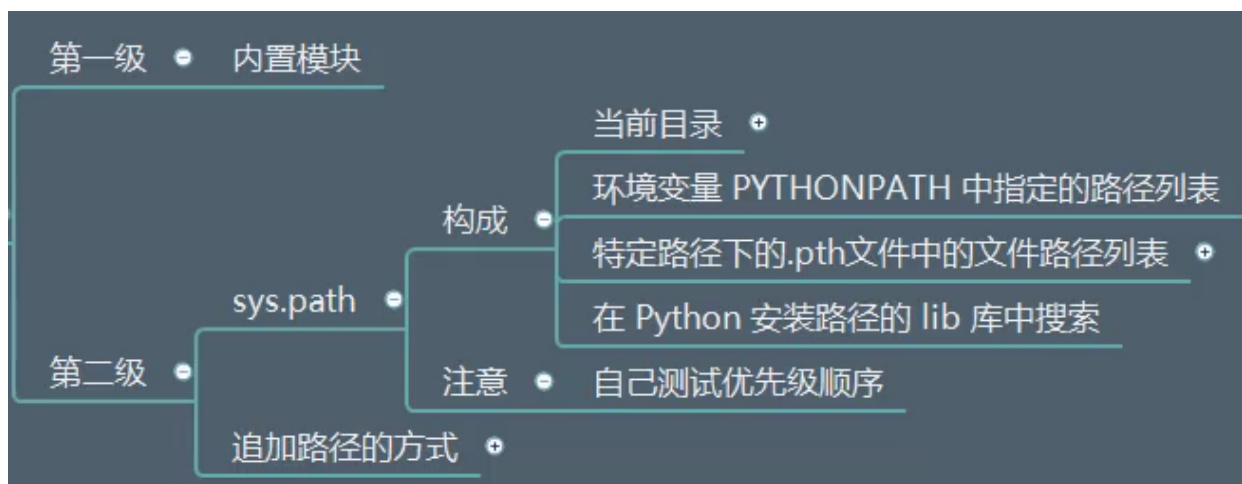 第一级
内置模块
当前目录
环境变量 PYTHONPATH 中指定的路径列表
构成
特定路径下的.pth文件中的文件路径列表
sys.path
在 Python 安装路径的 lib 库中搜索
第二级
注意
自己测试优先级顺序
追加路径的方式